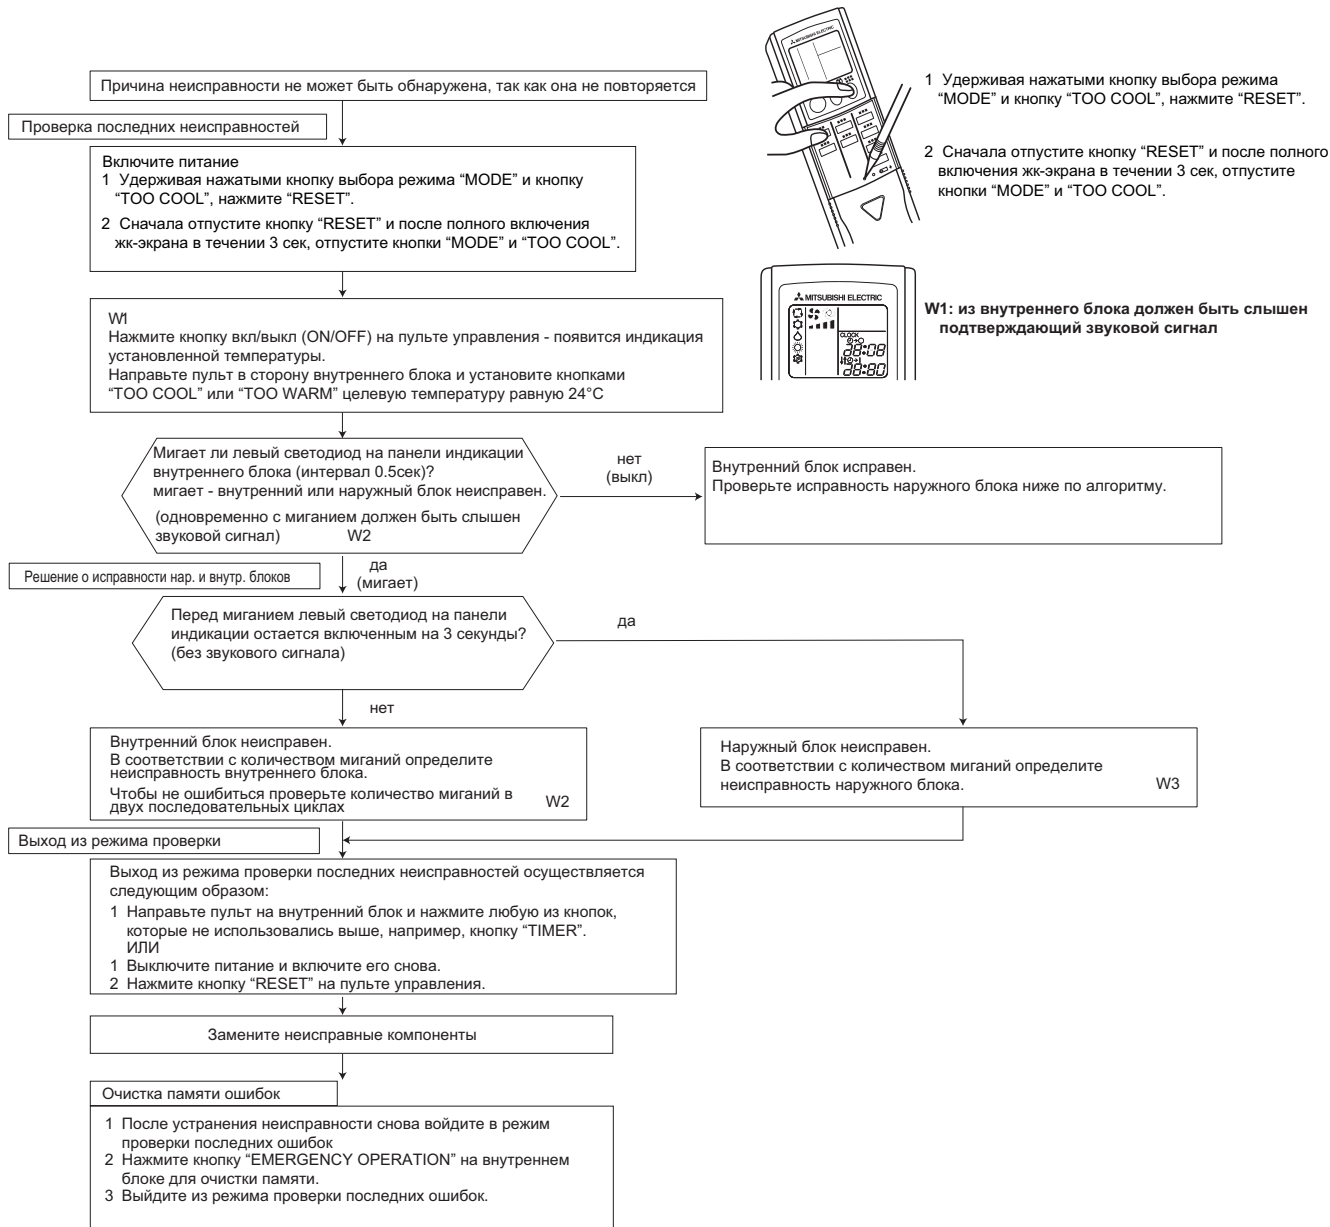 Причина неисправности не может быть обнаружена, так как она не повторяется
Проверка последних неисправностей
Включите питание
1 Удерживая нажатыми кнопку выбора режима “MODE” и кнопку
“TOO COOL”, нажмите “RESET”.
2 Сначала отпустите кнопку “RESET” и после полного включения
жк-экрана в течении 3 сек, отпустите кнопки “MODE” и “TOO COOL”.
MITSUBISHI ELECTRIC
1 Удерживая нажатыми кнопку выбора режима
“MODE” и кнопку “TOO COOL”, нажмите “RESET”.
2 Сначала отпустите кнопку “RESET” и после полного
включения жк-экрана в течении 3 сек, отпустите
кнопки “MODE” и “TOO COOL”.
MITSUBISHI ELECTRIC
CLOCK
28:08
28:80
W1: из внутреннего блока должен быть слышен
подтверждающий звуковой сигнал
W1
Нажмите кнопку вкл/выкл (ON/OFF) на пульте управления - появится индикация
установленной температуры.
Направьте пульт в сторону внутреннего блока и установите кнопками
“TOO COOL” или “TOO WARM” целевую температуру равную 24°C
Мигает ли левый светодиод на панели индикации
внутреннего блока (интервал 0.5сек)?
мигает - внутренний или наружный блок неисправен.
(одновременно с миганием должен быть слышен
звуковой сигнал) W2
нет
(выкл)
Внутренний блок исправен.
Проверьте исправность наружного блока ниже по алгоритму.
да
(мигает)
Решение о исправности нар. и внутр. блоков
Перед миганием левый светодиод на панели
индикации остается включенным на 3 секунды?
(без звукового сигнала)
да
нет
Внутренний блок неисправен.
В соответствии с количеством миганий определите
неисправность внутреннего блока.
Чтобы не ошибиться проверьте количество миганий в
двух последовательных циклах W2
Наружный блок неисправен.
В соответствии с количеством миганий определите
неисправность наружного блока. W3
Выход из режима проверки
Выход из режима проверки последних неисправностей осуществляется
следующим образом:
1 Направьте пульт на внутренний блок и нажмите любую из кнопок,
которые не использовались выше, например, кнопку “TIMER”.
ИЛИ
1 Выключите питание и включите его снова.
2 Нажмите кнопку “RESET” на пульте управления.
Замените неисправные компоненты
Очистка памяти ошибок
1 После устранения неисправности снова войдите в режим
проверки последних ошибок
2 Нажмите кнопку “EMERGENCY OPERATION” на внутреннем
блоке для очистки памяти.
3 Выйдите из режима проверки последних ошибок.